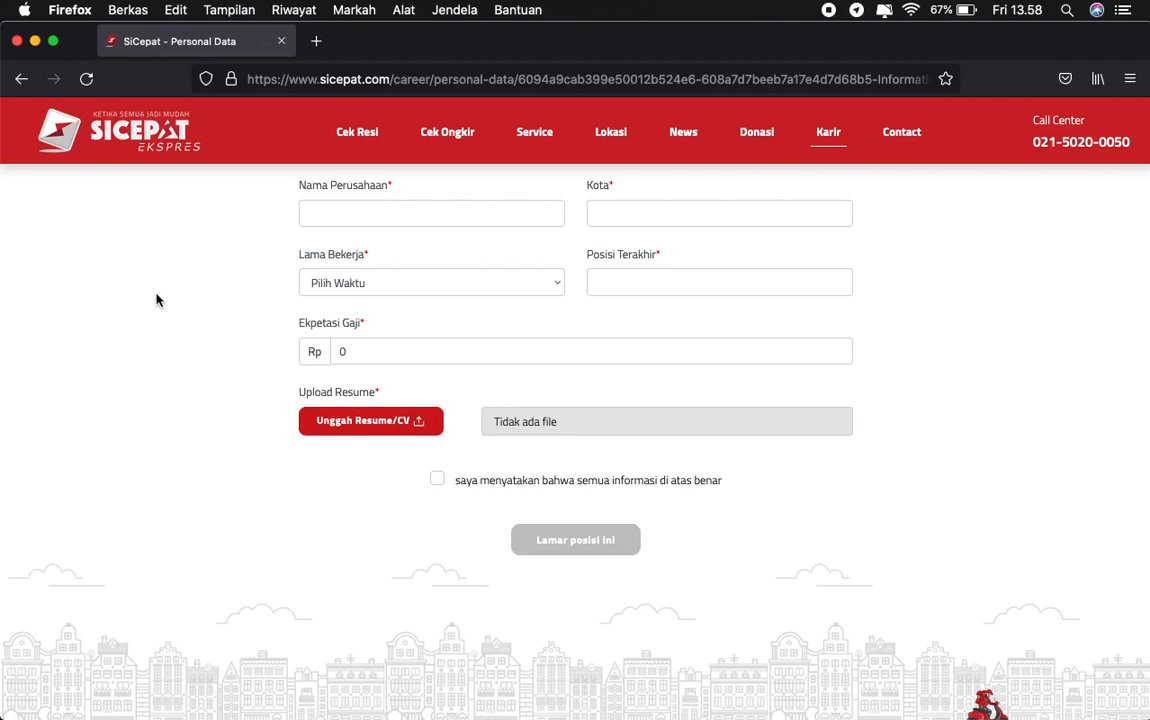 Firefox Berkas Edit Tampilan Riwayat Markah Alat Jendela Bantuan 67% Fri 13.58
SiCepat - Personal Data
https://www.sicepat.com/career/personal-data/6094a9cab399e50012b524e6-608a7d7beeb7a17e4d7d68b5-Informati
KETIKA SEMUA JADI MUDAH
SICEPAT
EKSPRES
Cek Resi Cek Ongkir Service Lokasi News Donasi Karir Contact
Call Center
021-5020-0050
Nama Perusahaan* Kota*
Lama Bekerja* Posisi Terakhir*
Pilih Waktu
Ekpetasi Gaji*
Rp 0
Upload Resume*
Unggah Resume/CV Tidak ada file
saya menyatakan bahwa semua informasi di atas benar
Lamar posisi ini